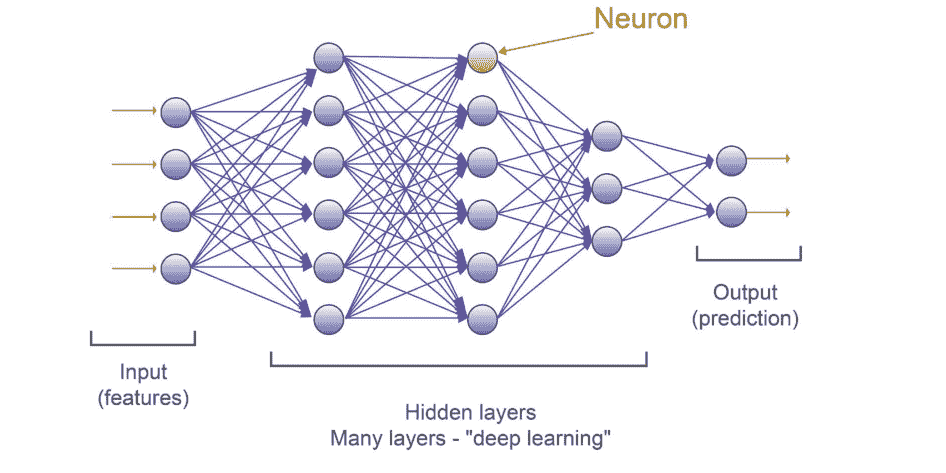 Neuron
Input
(features)
Hidden layers
Many layers - "deep learning"
Output
(prediction)